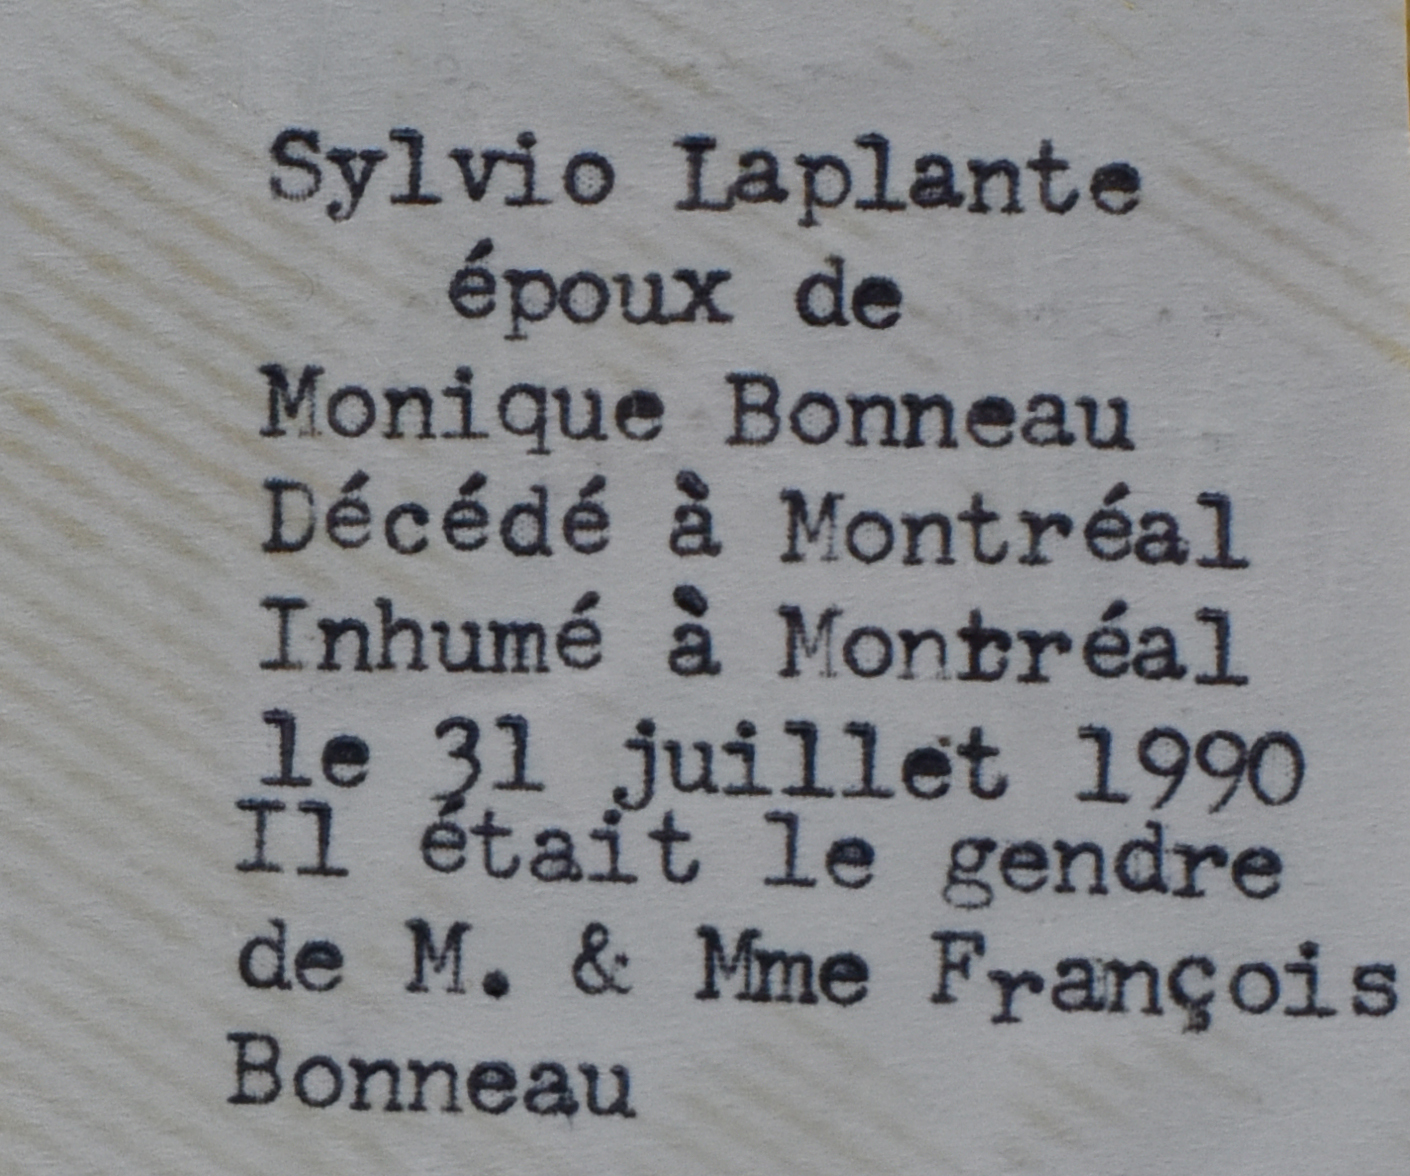 Sylvio Laplante
époux de
Monique Bonneau
Décédé à Montréal
Inhumé à Montréal
le 31 juillet 1990
Il était le gendre
de M. & Mme François
Bonneau